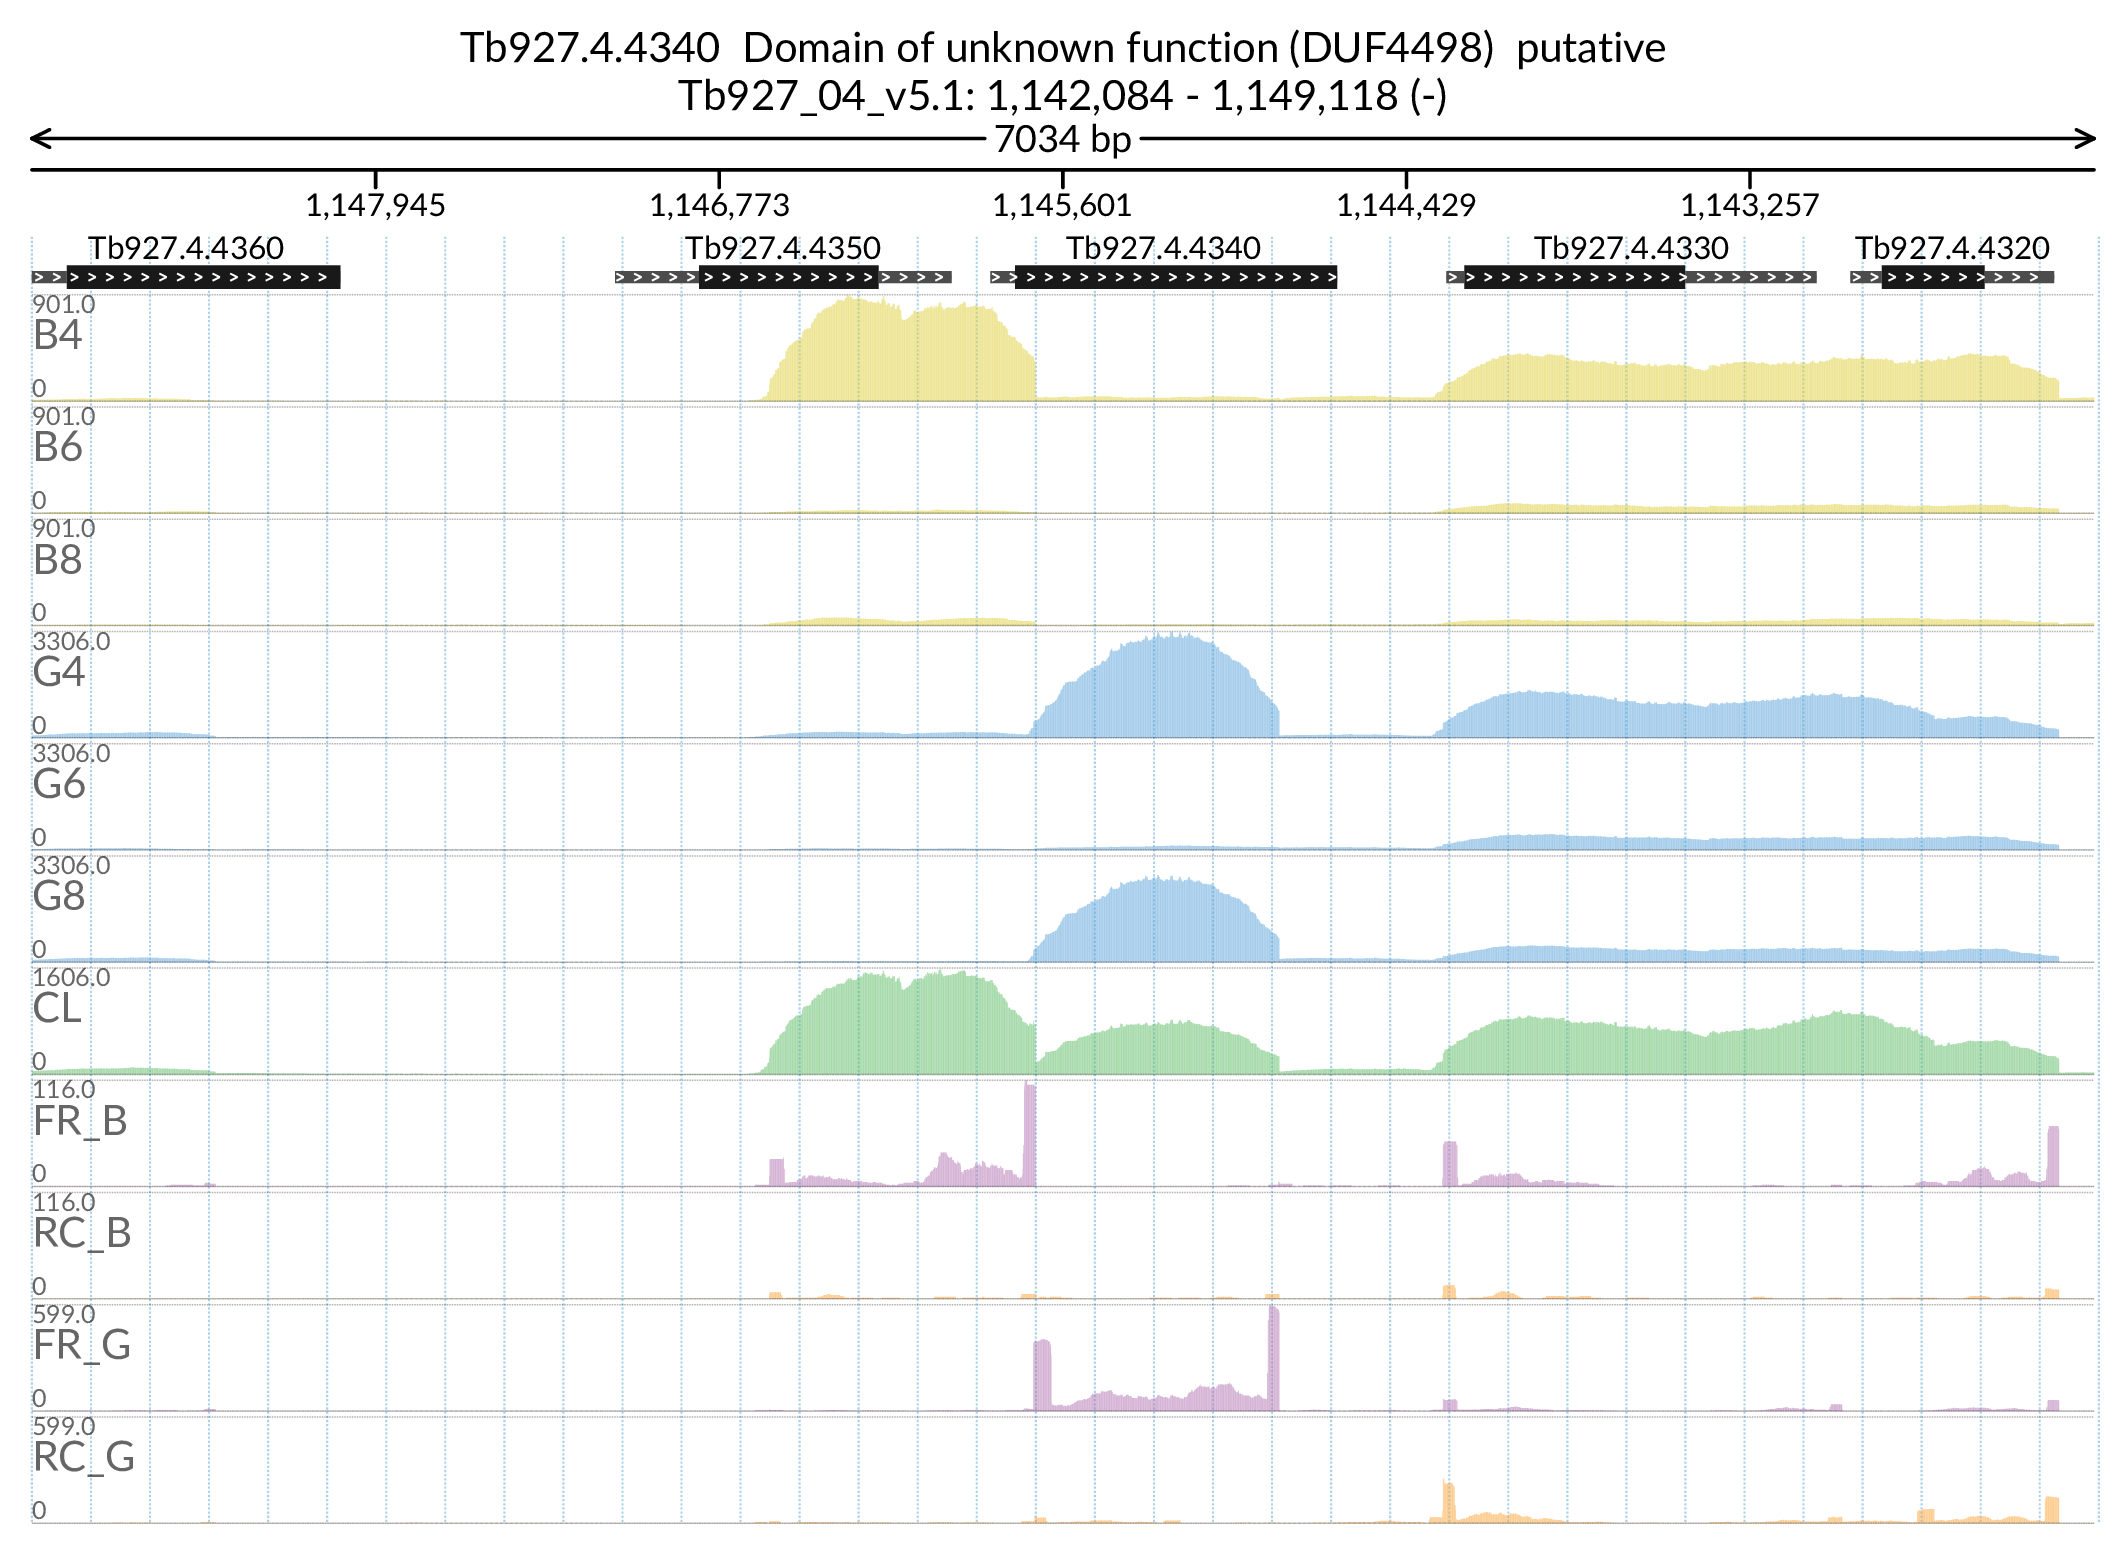 Tb927.4.4340 Domain of unknown function (DUF4498) putative
Tb927_04_v5.1: 1,142,084 - 1,149,118 (-)
7034 bp
1,147,945 1,146,773 1,145,601 1,144,429 1,143,257
Tb927.4.4360 Tb927.4.4350 Tb927.4.4340 Tb927.4.4330 Tb927.4.4320
901.0
B4
0
901.0
B6
0
901.0
B8
0
3306.0
G4
0
3306.0
G6
0
3306.0
G8
0
1606.0
CL
0
116.0
FR_B
0
116.0
RC_B
0
599.0
FR_G
0
599.0
RC_G
0